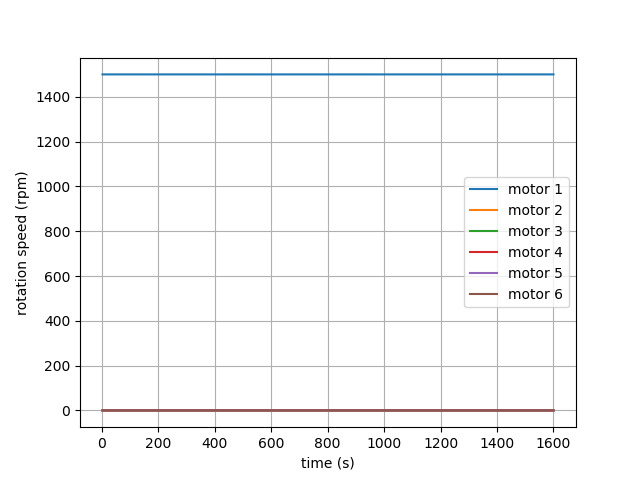 1400
1200
1000
800
600
400
200
0
rotation speed (rpm)
motor 1
motor 2
motor 3
motor 4
motor 5
motor 6
0 200 400 600 800 1000 1200 1400 1600
time (s)